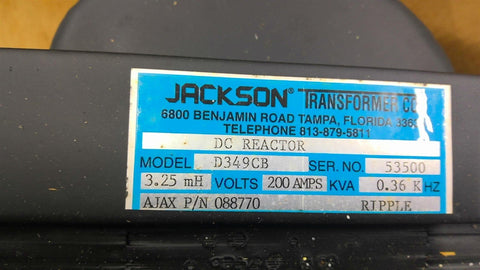 JACKSON® TRANSFORMER CO.
6800 BENJAMIN ROAD TAMPA, FLORIDA
TELEPHONE 813-879-5811
DC REACTOR
MODEL D349CB SER. NO. 53500
3.25 mH VOLTS 200 AMPS KVA 0.36 K HZ
AJAX P/N 088770 RIPPLE